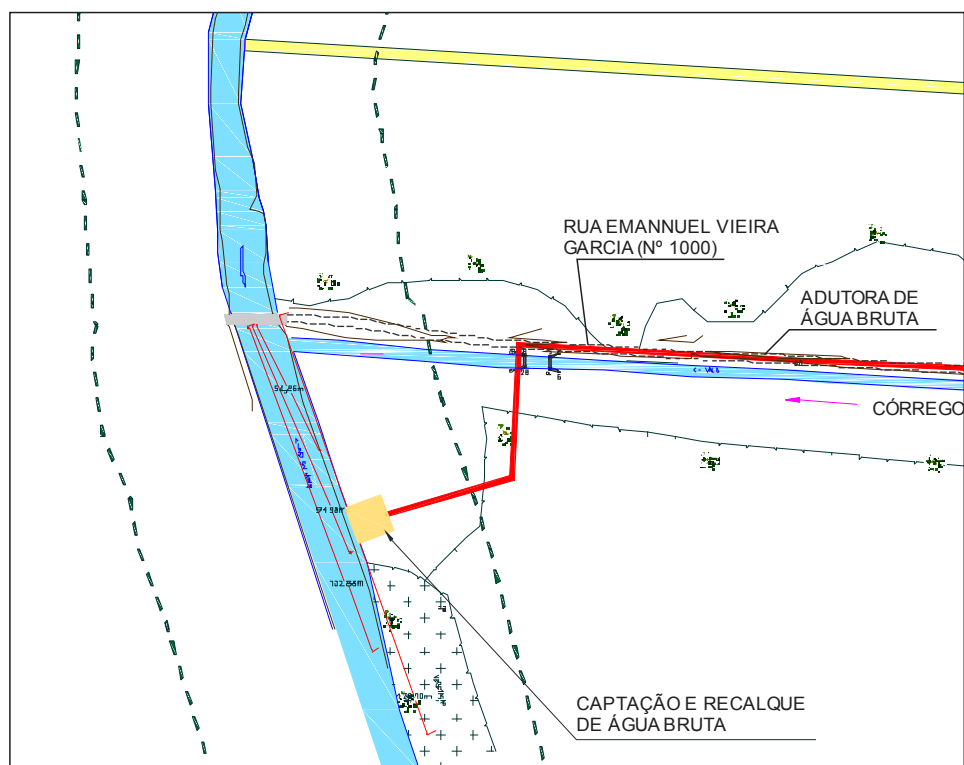 RUA EMANNUEL VIEIRA
GARCIA (Nº 1000)
ADUTORA DE
ÁGUA BRUTA
CÓRREGO
CAPTAÇÃO E RECALQUE
DE ÁGUA BRUTA